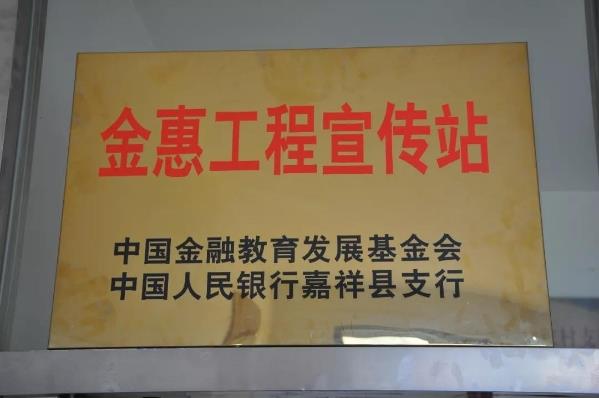 金惠工程宣传站
中国金融教育发展基金会
中国人民银行嘉祥县支行